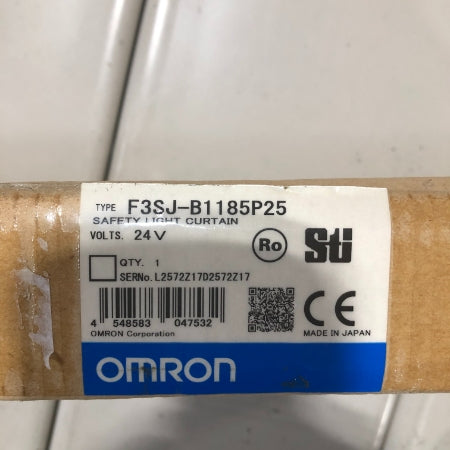 TYPE F3SJ-B1185P25
SAFETY LIGHT CURTAIN
VOLTS. 24V
Ro
Sti
QTY. 1
SERNo. L2572Z17D2572Z17
4 548583 047532
OMRON Corporation
CE
MADE IN JAPAN
OMRON